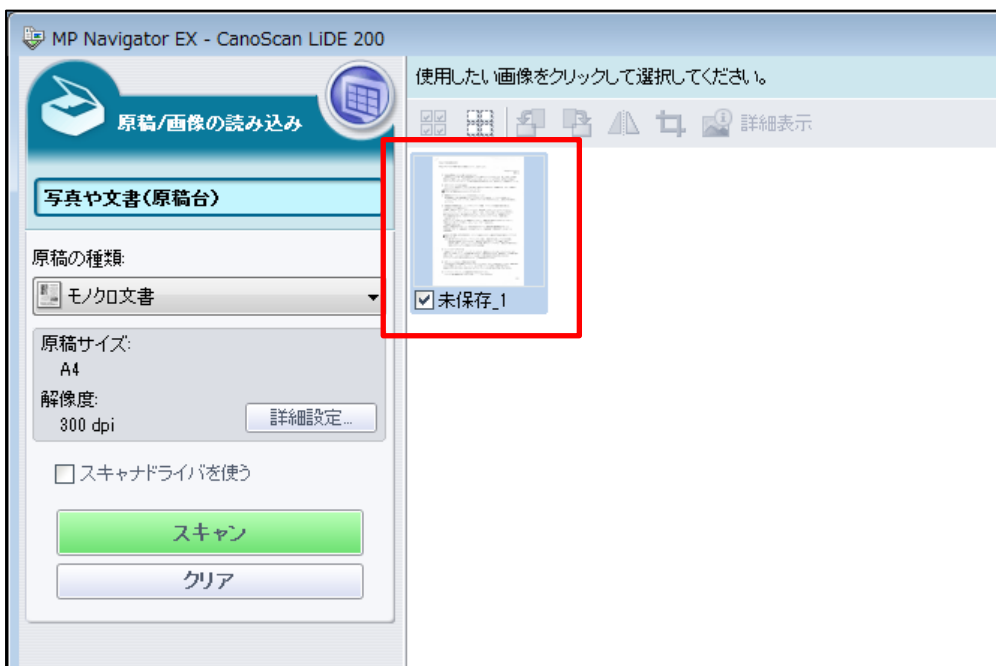 MP Navigator EX - CanoScan LiDE 200
原稿/画像の読み込み
写真や文書(原稿台)
原稿の種類:
モノクロ文書
原稿サイズ:
A4
解像度:
300 dpi
詳細設定...
スキャナドライバを使う
スキャン
クリア
使用したい画像をクリックして選択してください。
詳細表示
未保存_1